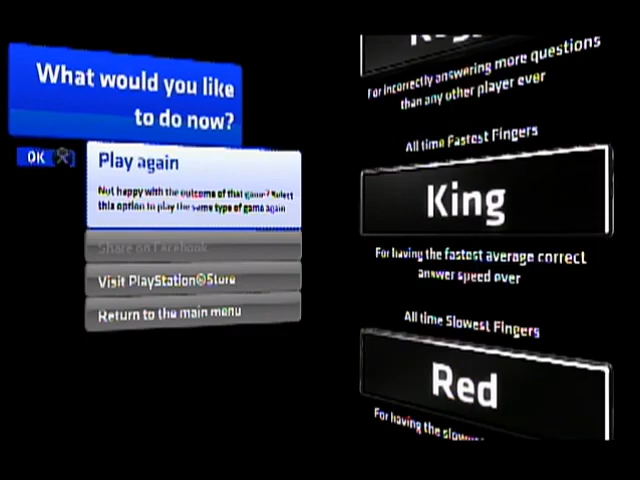 What would you like
to do now?
OK
Play again
Not happy with the outcome of that game? Select
this option to play the same type of game again
Share on Facebook
Visit PlayStation®Store
Return to the main menu
For incorrectly answering more questions
than any other player ever
All time Fastest Fingers
King
For having the fastest average correct
answer speed ever
All time Slowest Fingers
Red
For having the